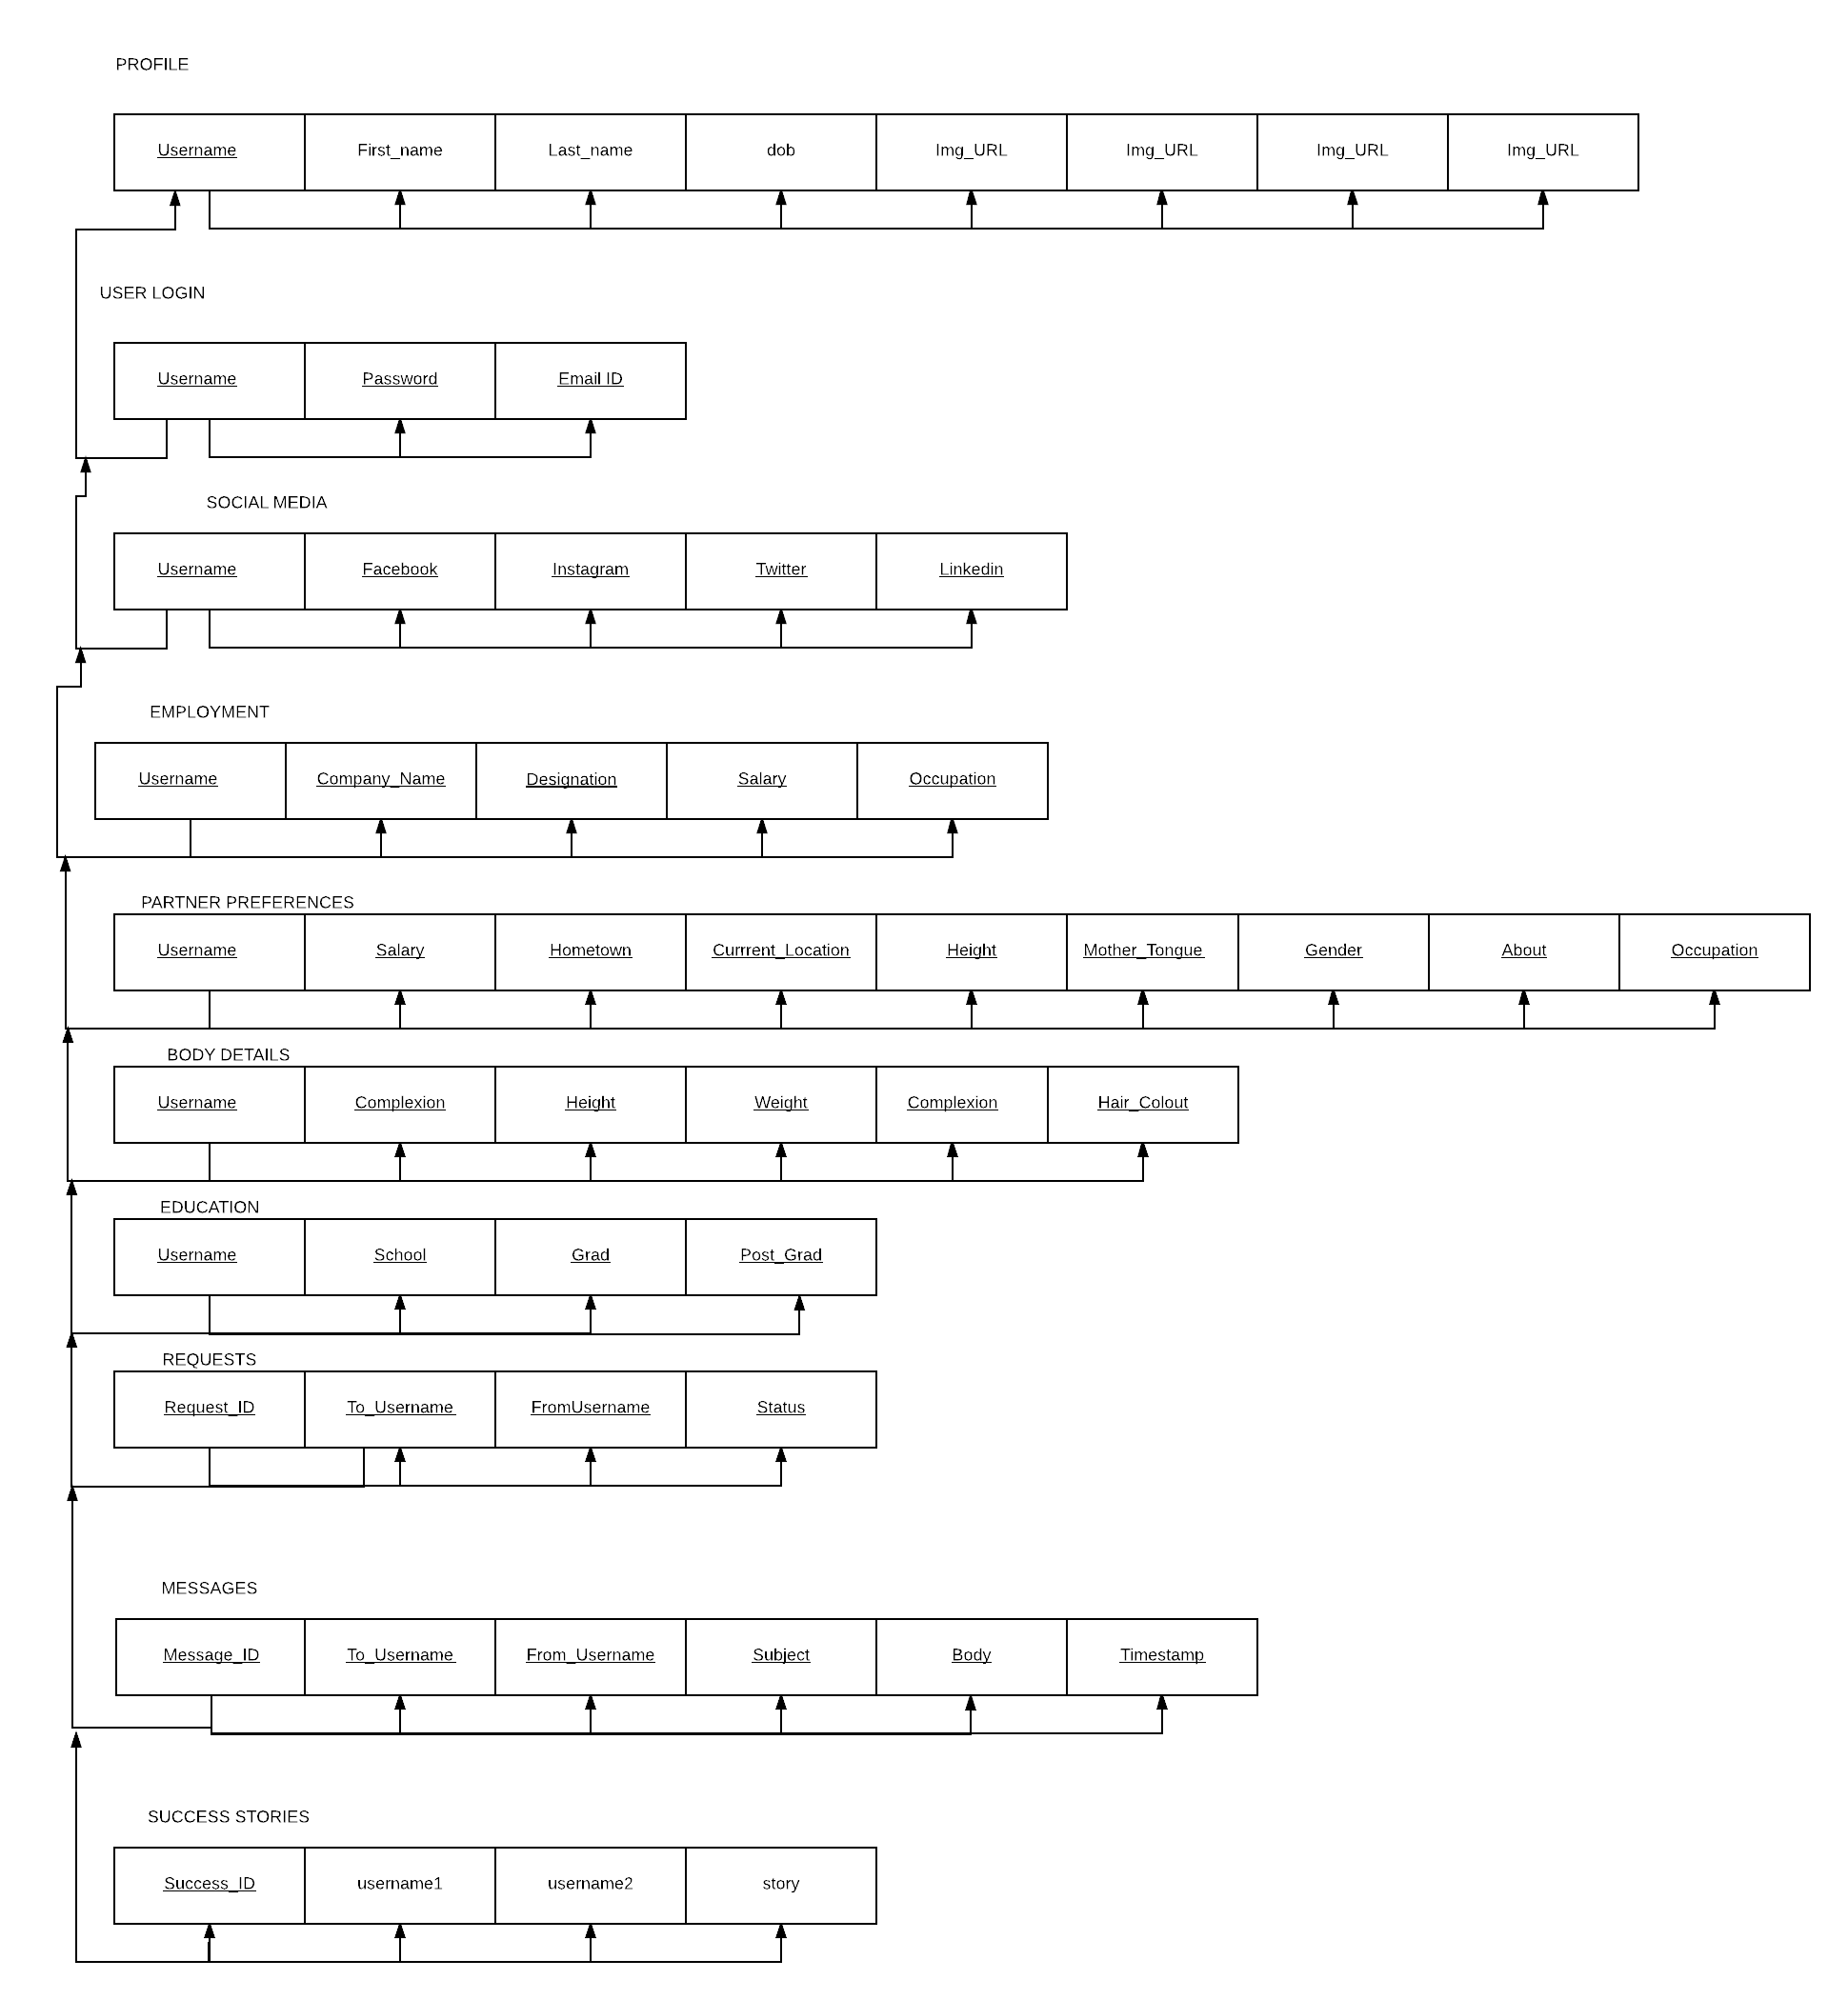 PROFILE
Username First_name Last_name dob Img_URL Img_URL Img_URL Img_URL
USER LOGIN
Username Password Email ID
SOCIAL MEDIA
Username Facebook Instagram Twitter Linkedin
EMPLOYMENT
Username Company_Name Designation Salary Occupation
PARTNER PREFERENCES
Username Salary Hometown Currrent_Location Height Mother_Tongue Gender About Occupation
BODY DETAILS
Username Complexion Height Weight Complexion Hair_Colout
EDUCATION
Username School Grad Post_Grad
REQUESTS
Request_ID To_Username FromUsername Status
MESSAGES
Message_ID To_Username From_Username Subject Body Timestamp
SUCCESS STORIES
Success_ID username1 username2 story